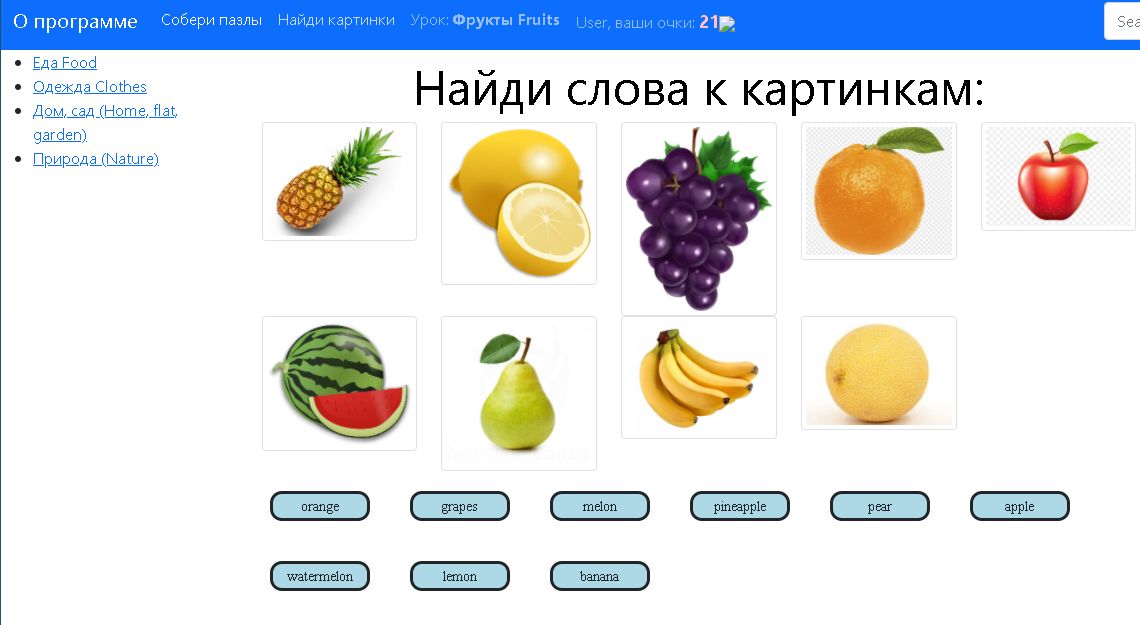 О программе Собери пазлы Найди картинки Урок: Фрукты Fruits User, ваши очки: 21 Sea
Еда Food
Одежда Clothes
Дом, сад (Home, flat,
garden)
Природа (Nature)
Найди слова к картинкам:
orange grapes melon pineapple pear apple
watermelon lemon banana